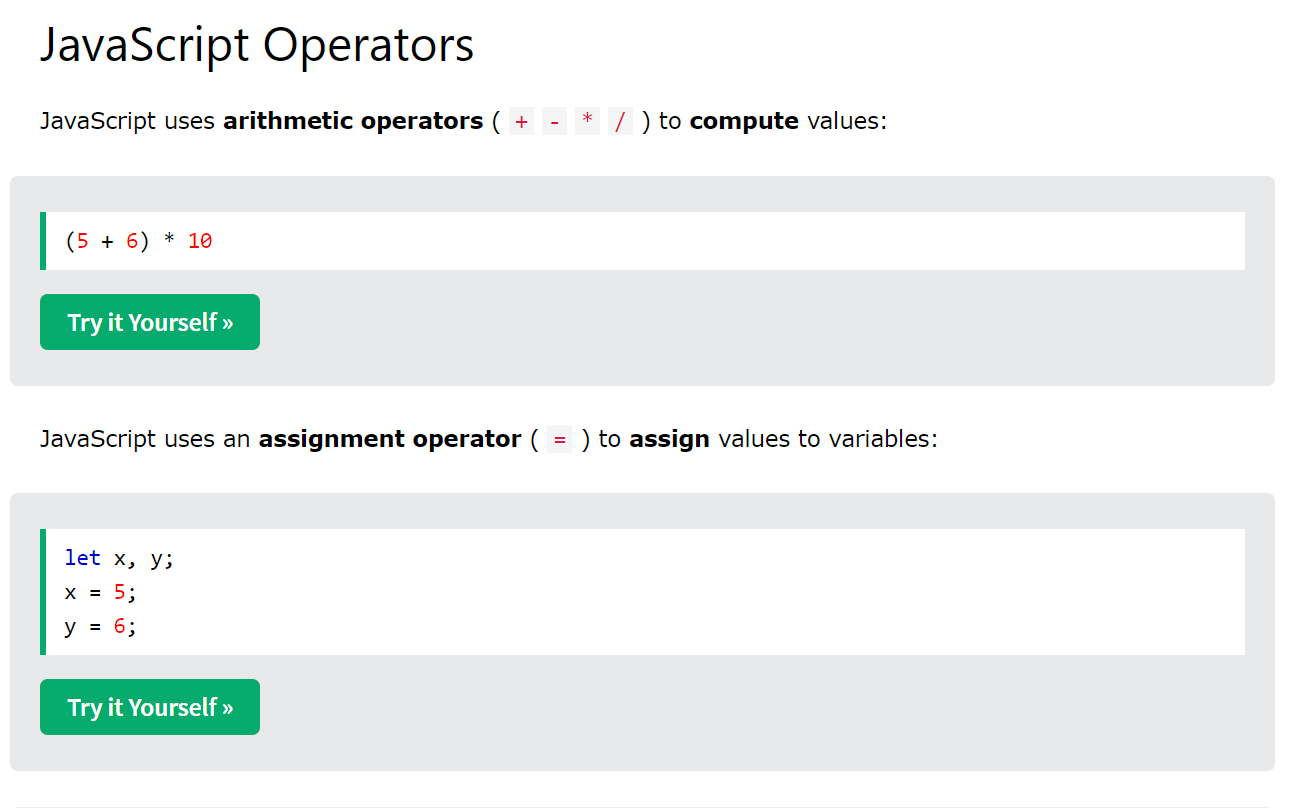 JavaScript Operators
JavaScript uses arithmetic operators ( + - * / ) to compute values:
(5 + 6) * 10
Try it Yourself »
JavaScript uses an assignment operator ( = ) to assign values to variables:
let x, y;
x = 5;
y = 6;
Try it Yourself »